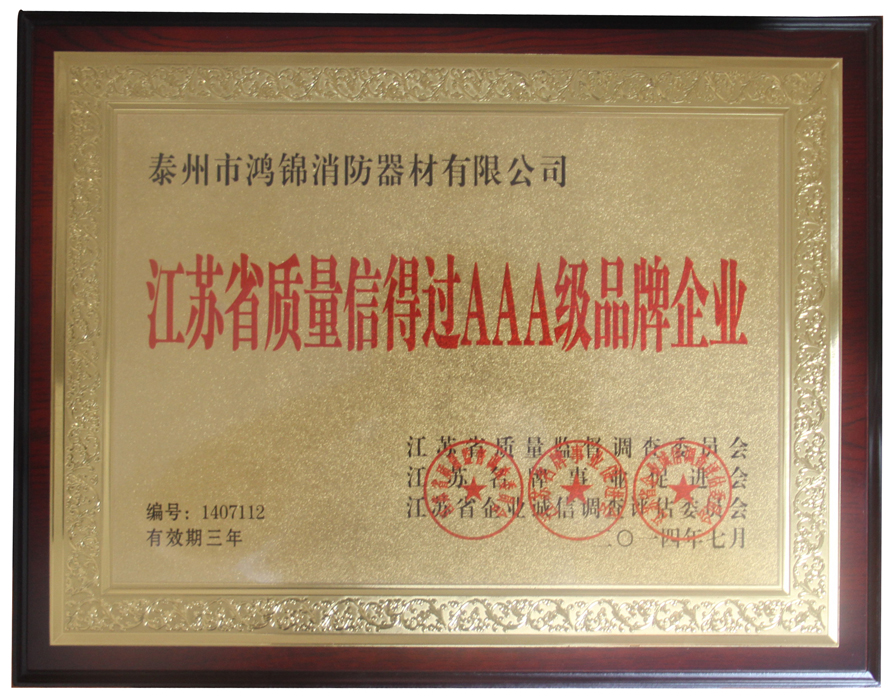 泰州市鸿锦消防器材有限公司
江苏省质量信得过AAA级品牌企业
江苏省质量监督调查委员会
江苏名牌事业促进会
江苏省企业诚信调查评估委员会
编号：1407112
有效期三年
二〇一四年七月